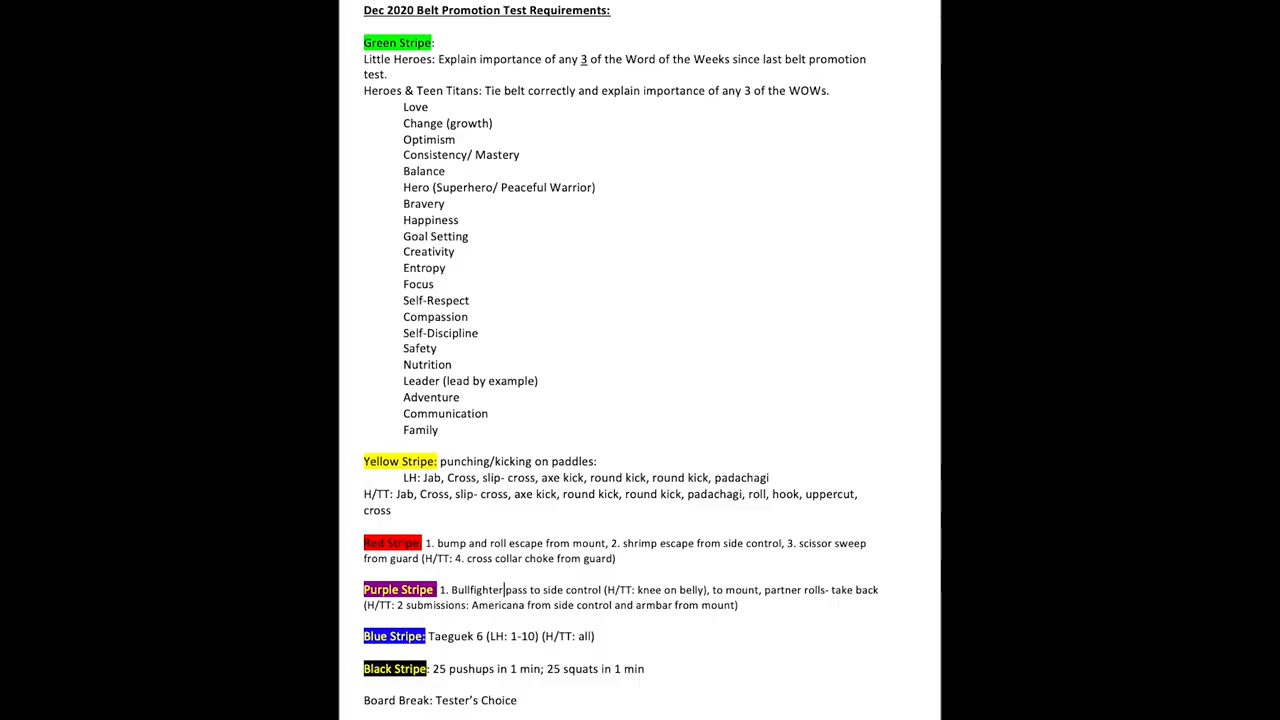 Dec 2020 Belt Promotion Test Requirements:
Green Stripe:
Little Heroes: Explain importance of any 3 of the Word of the Weeks since last belt promotion
test.
Heroes & Teen Titans: Tie belt correctly and explain importance of any 3 of the WOWs.
Love
Change (growth)
Optimism
Consistency/ Mastery
Balance
Hero (Superhero/ Peaceful Warrior)
Bravery
Happiness
Goal Setting
Creativity
Entropy
Focus
Self-Respect
Compassion
Self-Discipline
Safety
Nutrition
Leader (lead by example)
Adventure
Communication
Family
Yellow Stripe: punching/kicking on paddles:
LH: Jab, Cross, slip- cross, axe kick, round kick, round kick, padachagi
H/TT: Jab, Cross, slip- cross, axe kick, round kick, round kick, padachagi, roll, hook, uppercut,
cross
Red Stripe: 1. bump and roll escape from mount, 2. shrimp escape from side control, 3. scissor sweep
from guard (H/TT: 4. cross collar choke from guard)
Purple Stripe 1. Bullfighter pass to side control (H/TT: knee on belly), to mount, partner rolls- take back
(H/TT: 2 submissions: Americana from side control and armbar from mount)
Blue Stripe: Taeguek 6 (LH: 1-10) (H/TT: all)
Black Stripe: 25 pushups in 1 min; 25 squats in 1 min
Board Break: Tester’s Choice